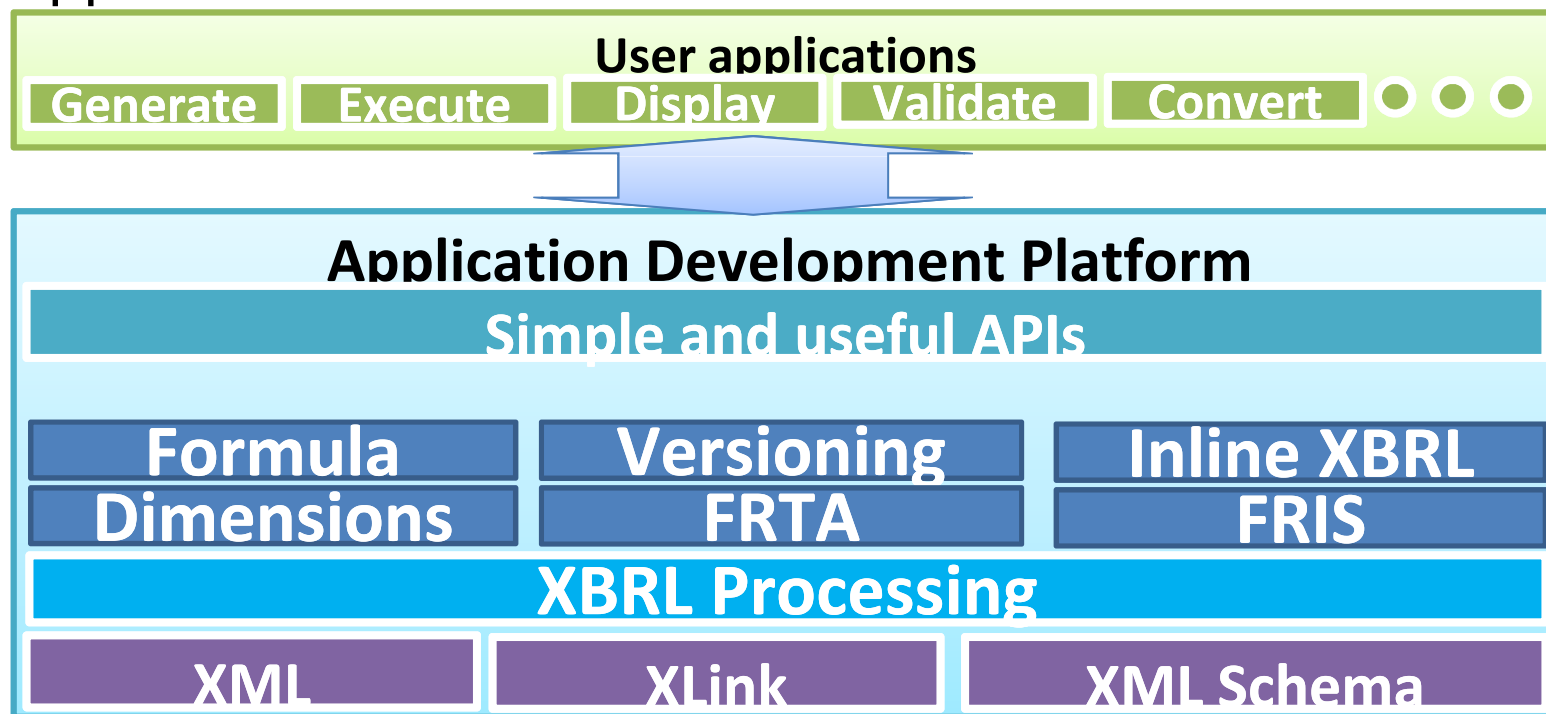 User applications
Generate Execute Display Validate Convert
Application Development Platform
Simple and useful APIs
Formula Versioning Inline XBRL
Dimensions FRTA FRIS
XBRL Processing
XML XLink XML Schema